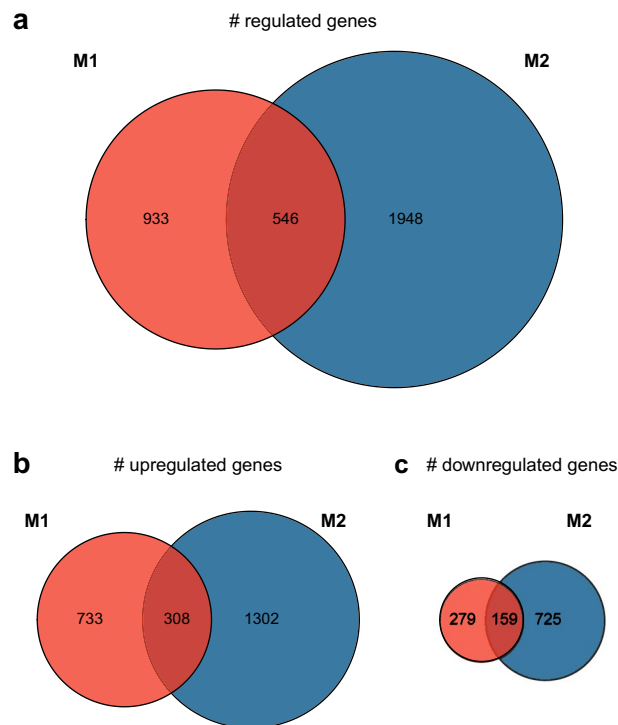 a
# regulated genes
M1
M2
933
546
1948
b
# upregulated genes
M1
M2
733
308
1302
c
# downregulated genes
M1
M2
279
159
725